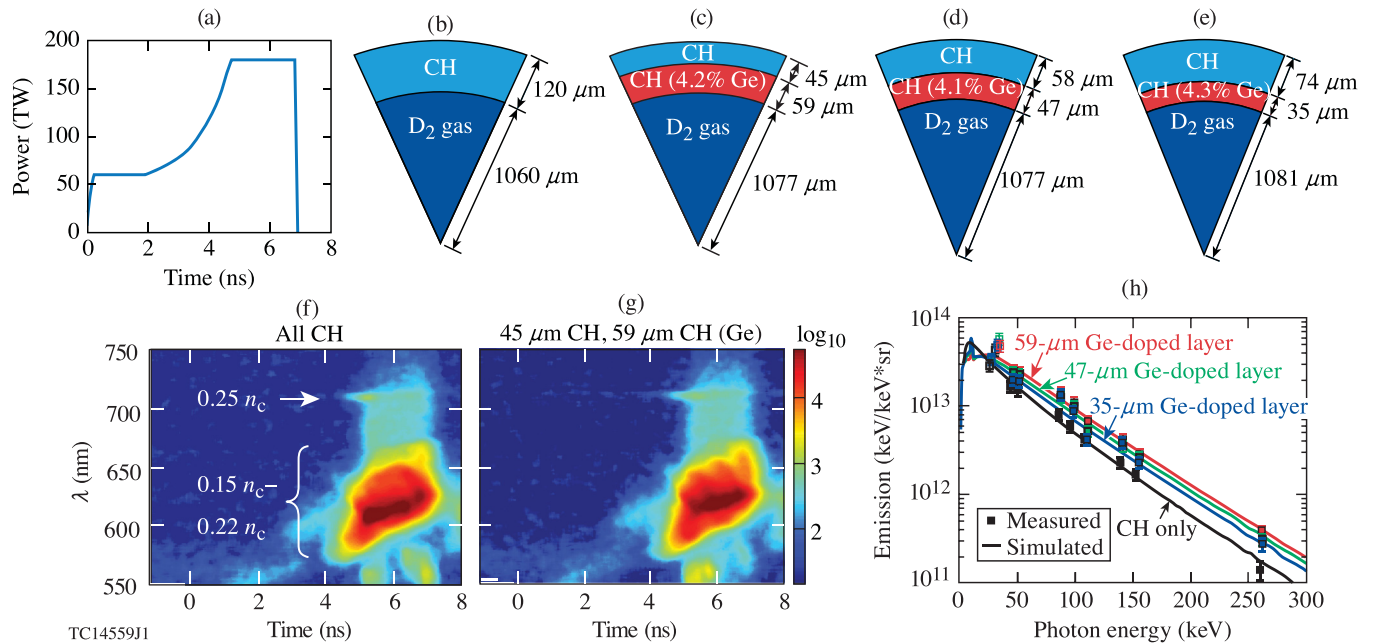 (a)
200
150
100
50
0
Power (TW)
0 2 4 6 8
Time (ns)
(b)
CH
D2 gas
120 μm
1060 μm
(c)
CH
CH (4.2% Ge)
D2 gas
45 μm
59 μm
1077 μm
(d)
CH
CH (4.1% Ge)
D2 gas
58 μm
47 μm
1077 μm
(e)
CH
CH (4.3% Ge)
D2 gas
74 μm
35 μm
1081 μm
(f)
All CH
750
700
650
600
550
λ (nm)
0.25 nc
0.15 nc–
0.22 nc
0 2 4 6 8
Time (ns)
(g)
45 μm CH, 59 μm CH (Ge)
0 2 4 6 8
Time (ns)
log10
4
3
2
(h)
10^14
10^13
10^12
10^11
Emission (keV/keV*sr)
59-μm Ge-doped layer
47-μm Ge-doped layer
35-μm Ge-doped layer
CH only
Measured
Simulated
0 50 100 150 200 250 300
Photon energy (keV)
TC14559J1